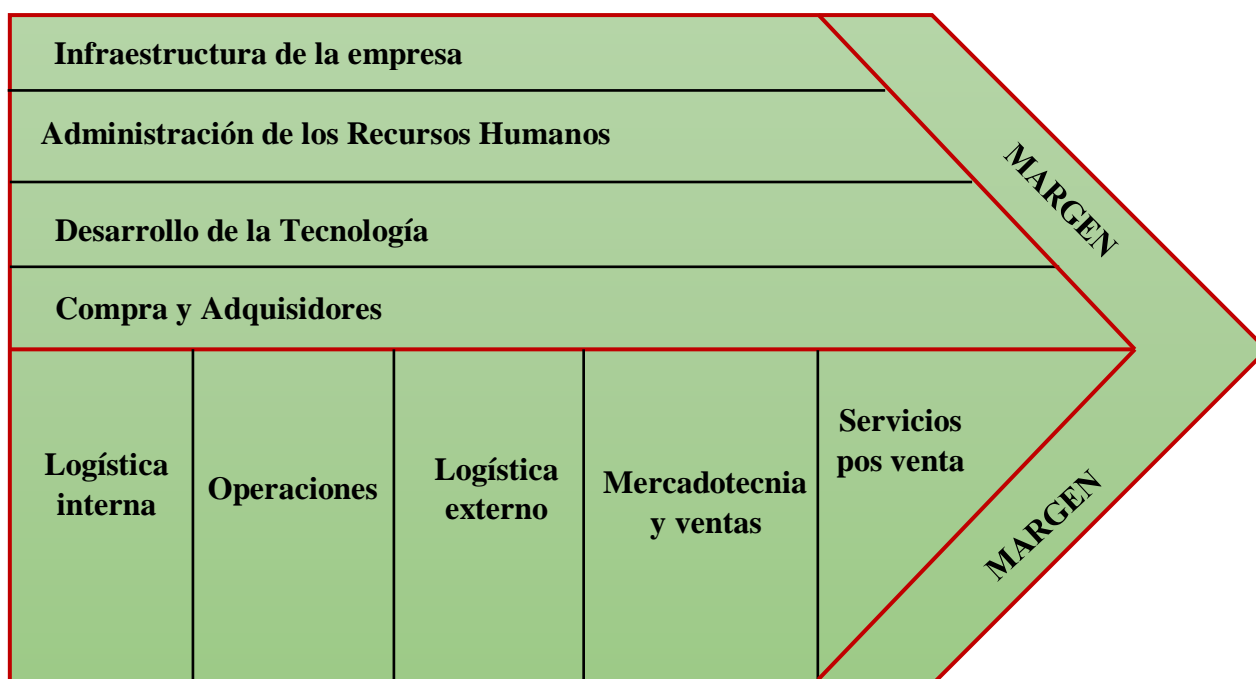 Infraestructura de la empresa
Administración de los Recursos Humanos
Desarrollo de la Tecnología
Compra y Adquisidores
MARGEN
Logística
interna
Operaciones
Logística
externo
Mercadotecnia
y ventas
Servicios
pos venta
MARGEN